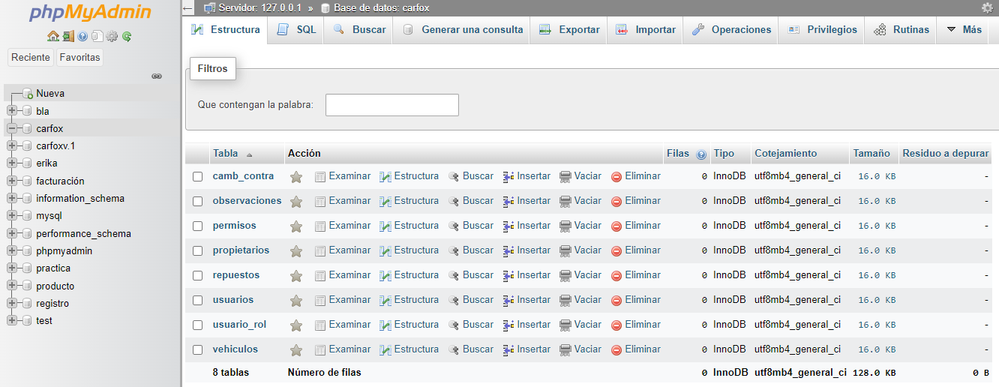 phpMyAdmin
Reciente Favoritas
Nueva
bla
carfox
carfoxv.1
erika
facturación
information_schema
mysql
performance_schema
phpmyadmin
practica
producto
registro
test
Servidor: 127.0.0.1 » Base de datos: carfox
Estructura SQL Buscar Generar una consulta Exportar Importar Operaciones Privilegios Rutinas Más
Filtros
Que contengan la palabra:
Tabla Acción Filas Tipo Cotejamiento Tamaño Residuo a depurar
camb_contra Examinar Estructura Buscar Insertar Vaciar Eliminar 0 InnoDB utf8mb4_general_ci 16.0 KB -
observaciones Examinar Estructura Buscar Insertar Vaciar Eliminar 0 InnoDB utf8mb4_general_ci 16.0 KB -
permisos Examinar Estructura Buscar Insertar Vaciar Eliminar 0 InnoDB utf8mb4_general_ci 16.0 KB -
propietarios Examinar Estructura Buscar Insertar Vaciar Eliminar 0 InnoDB utf8mb4_general_ci 16.0 KB -
repuestos Examinar Estructura Buscar Insertar Vaciar Eliminar 0 InnoDB utf8mb4_general_ci 16.0 KB -
usuarios Examinar Estructura Buscar Insertar Vaciar Eliminar 0 InnoDB utf8mb4_general_ci 16.0 KB -
usuario_rol Examinar Estructura Buscar Insertar Vaciar Eliminar 0 InnoDB utf8mb4_general_ci 16.0 KB -
vehiculos Examinar Estructura Buscar Insertar Vaciar Eliminar 0 InnoDB utf8mb4_general_ci 16.0 KB -
8 tablas Número de filas 0 InnoDB utf8mb4_general_ci 128.0 KB 0 B